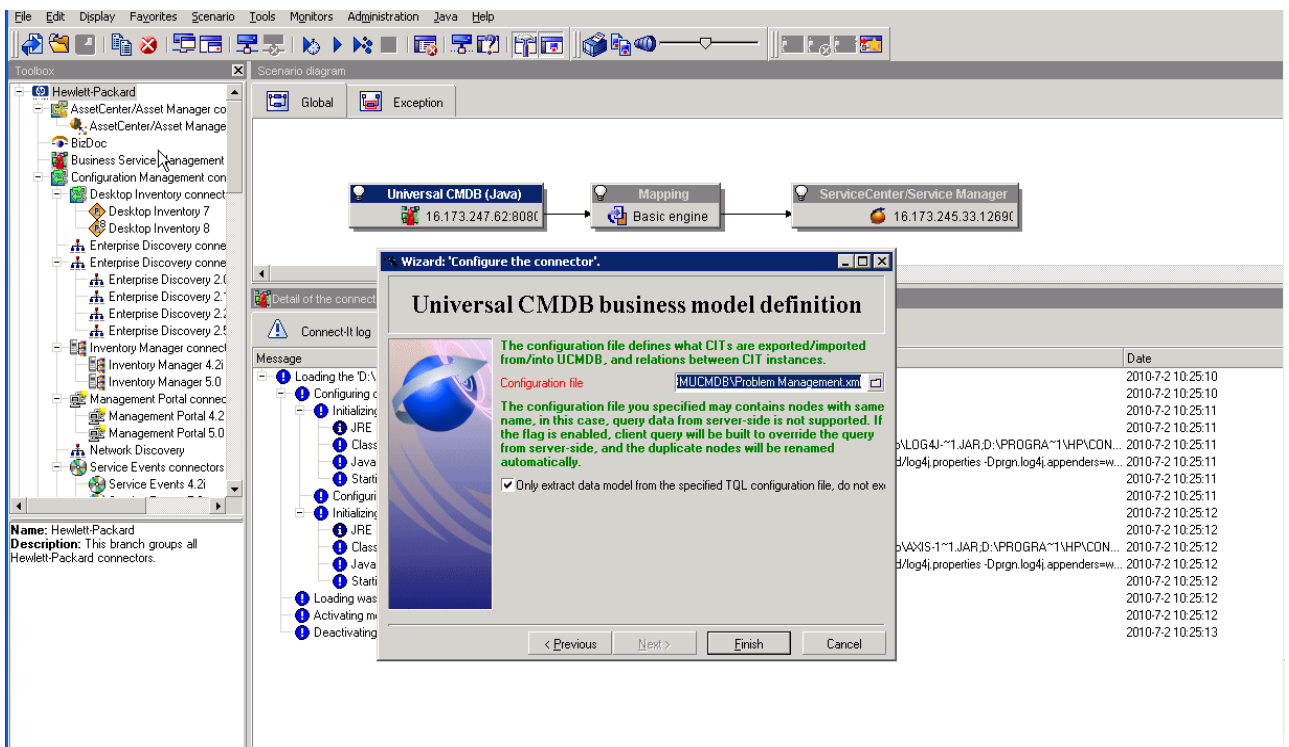 File Edit Display Favorites Scenario Tools Monitors Administration Java Help
Toolbox
Scenario diagram
Hewlett-Packard
AssetCenter/Asset Manager co
AssetCenter/Asset Manage
BizDoc
Business Service Management
Configuration Management con
Desktop Inventory connect
Desktop Inventory 7
Desktop Inventory 8
Enterprise Discovery conne
Enterprise Discovery conne
Enterprise Discovery 2.0
Enterprise Discovery 2.
Enterprise Discovery 2.2
Enterprise Discovery 2.5
Inventory Manager connect
Inventory Manager 4.2i
Inventory Manager 5.0
Management Portal connec
Management Portal 4.2
Management Portal 5.0
Network Discovery
Service Events connectors
Service Events 4.2i
Name: Hewlett-Packard
Description: This branch groups all
Hewlett-Packard connectors.
Global Exception
Universal CMDB (Java)
16.173.247.62:8080
Mapping
Basic engine
ServiceCenter/Service Manager
16.173.245.33.12690
Detail of the connect
Connect-It log
Message Date
Loading the 'D:\ 2010-7-2 10:25:10
Configuring c 2010-7-2 10:25:10
Initializing 2010-7-2 10:25:11
JRE 2010-7-2 10:25:11
Class \LOG4J-~1.JAR;D:\PROGRA~1\HP\CON... 2010-7-2 10:25:11
Java d/log4j.properties -Dprgn.log4j.appenders=w... 2010-7-2 10:25:11
Starti 2010-7-2 10:25:11
Configuri 2010-7-2 10:25:12
Initializing 2010-7-2 10:25:12
JRE 2010-7-2 10:25:12
Class \AXIS-1~1.JAR;D:\PROGRA~1\HP\CON... 2010-7-2 10:25:12
Java d/log4j.properties -Dprgn.log4j.appenders=w... 2010-7-2 10:25:12
Starti 2010-7-2 10:25:12
Loading was 2010-7-2 10:25:12
Activating m 2010-7-2 10:25:12
Deactivating 2010-7-2 10:25:13
Wizard: 'Configure the connector'.
Universal CMDB business model definition
The configuration file defines what CITs are exported/imported
from/into UCMDB, and relations between CIT instances.
Configuration file MUCMDB\Problem Management.xml
The configuration file you specified may contains nodes with same
name, in this case, query data from server-side is not supported. If
the flag is enabled, client query will be built to override the query
from server-side, and the duplicate nodes will be renamed
automatically.
Only extract data model from the specified TQL configuration file, do not exe
< Previous Next > Finish Cancel